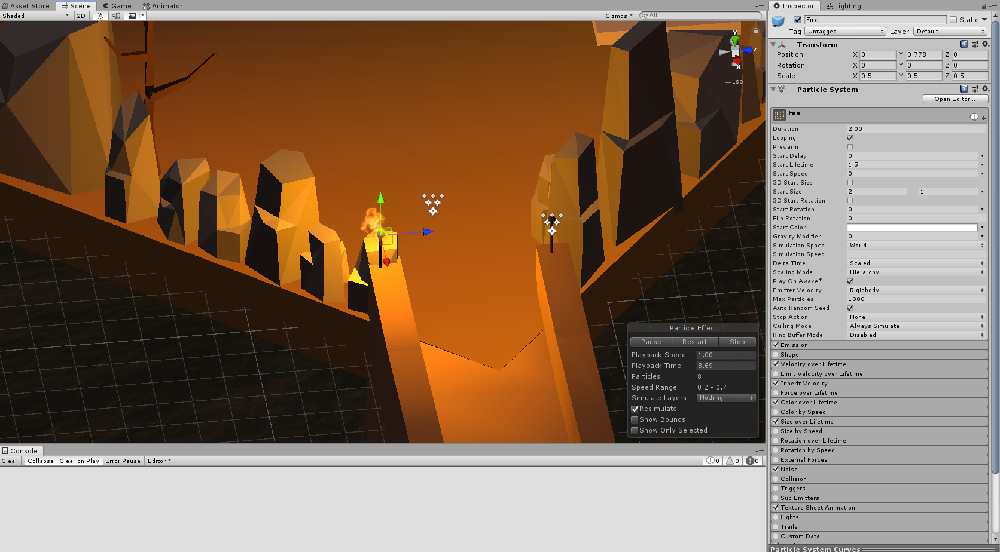 Asset Store Scene Game Animator
Shaded 2D Gizmos All
y
z
x
Iso
Particle Effect
Pause Restart Stop
Playback Speed 1.00
Playback Time 8.69
Particles 8
Speed Range 0.2 - 0.7
Simulate Layers Nothing
Resimulate
Show Bounds
Show Only Selected
Console
Clear Collapse Clear on Play Error Pause Editor 0 0 0
Inspector Lighting
Fire Static
Tag Untagged Layer Default
Transform
Position X 0 Y 0.778 Z 0
Rotation X 0 Y 0 Z 0
Scale X 0.5 Y 0.5 Z 0.5
Particle System
Open Editor...
Fire
Duration 2.00
Looping
Prewarm
Start Delay 0
Start Lifetime 1.5
Start Speed 0
3D Start Size
Start Size 2 1
3D Start Rotation
Start Rotation 0
Flip Rotation 0
Start Color
Gravity Modifier 0
Simulation Space World
Simulation Speed 1
Delta Time Scaled
Scaling Mode Hierarchy
Play On Awake*
Emitter Velocity Rigidbody
Max Particles 1000
Auto Random Seed
Stop Action None
Culling Mode Always Simulate
Ring Buffer Mode Disabled
Emission
Shape
Velocity over Lifetime
Limit Velocity over Lifetime
Inherit Velocity
Force over Lifetime
Color over Lifetime
Color by Speed
Size over Lifetime
Size by Speed
Rotation over Lifetime
Rotation by Speed
External Forces
Noise
Collision
Triggers
Sub Emitters
Texture Sheet Animation
Lights
Trails
Custom Data
Particle System Curves